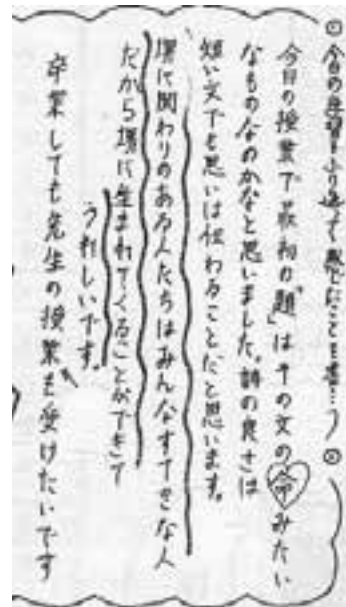 ◎今日の学習をふり返って感じたことを書こう◎
今日の授業で最初の「題」は千の文の命みたい
なものなのかなと思いました。詩の良さは
短い文でも思いは伝わることだと思います。
堺に関わりのある人たちはみんなすてきな人
だから堺に生まれてくることができて
うれしいです。
卒業しても先生の授業を受けたいです